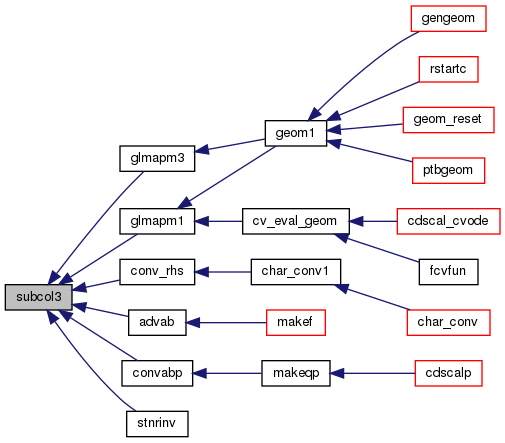 gengeom
rstartc
geom1
geom_reset
glmapm3
ptbgeom
glmapm1
cv_eval_geom
cdscal_cvode
conv_rhs
char_conv1
fcvfun
subcol3
advab
makef
char_conv
convabp
makeqp
cdscalp
stnrinv